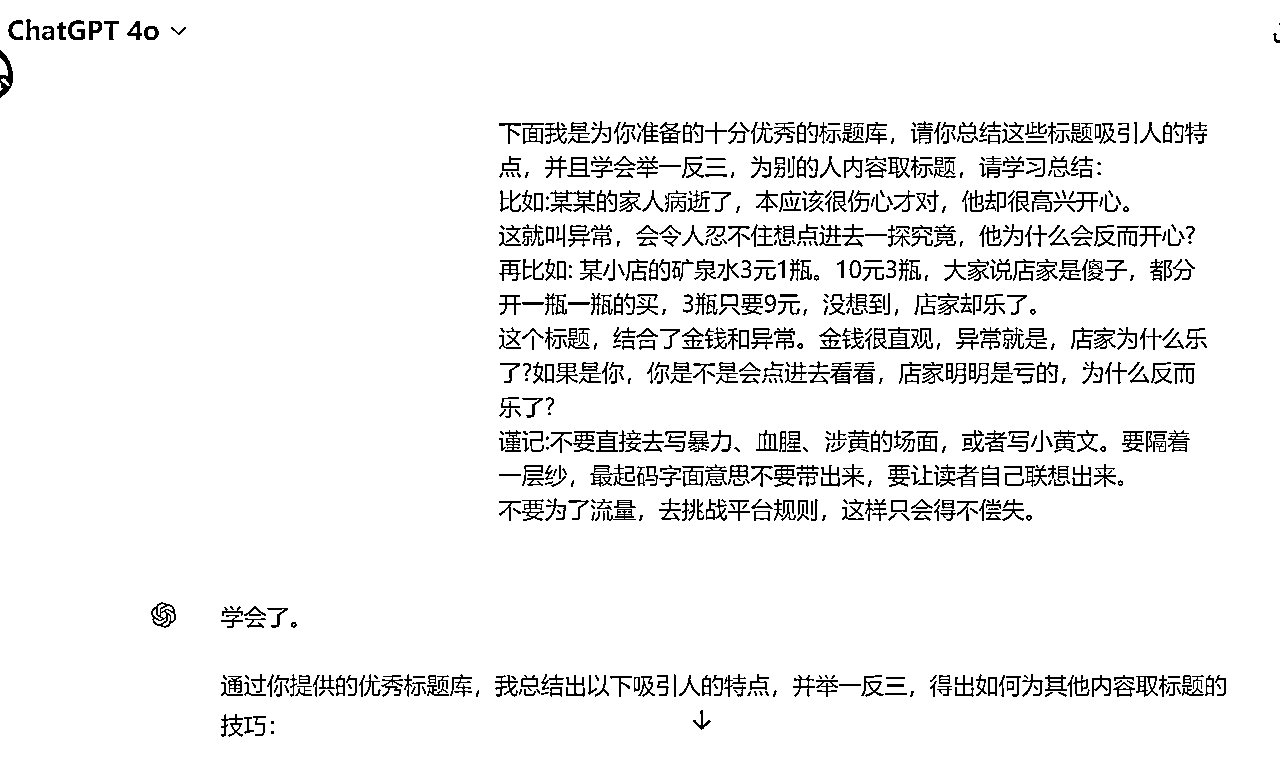 ChatGPT 4o
下面我是为你准备的十分优秀的标题库，请你总结这些标题吸引人的特
点，并且学会举一反三，为别的人内容取标题，请学习总结：
比如:某某的家人病逝了，本应该很伤心才对，他却很高兴开心。
这就叫异常，会令人忍不住想点进去一探究竟，他为什么会反而开心?
再比如: 某小店的矿泉水3元1瓶。10元3瓶，大家说店家是傻子，都分
开一瓶一瓶的买，3瓶只要9元，没想到，店家却乐了。
这个标题，结合了金钱和异常。金钱很直观，异常就是，店家为什么乐
了?如果是你，你是不是会点进去看看，店家明明是亏的，为什么反而
乐了?
谨记:不要直接去写暴力、血腥、涉黄的场面，或者写小黄文。要隔着
一层纱，最起码字面意思不要带出来，要让读者自己联想出来。
不要为了流量，去挑战平台规则，这样只会得不偿失。
学会了。
通过你提供的优秀标题库，我总结出以下吸引人的特点，并举一反三，得出如何为其他内容取标题的
技巧：